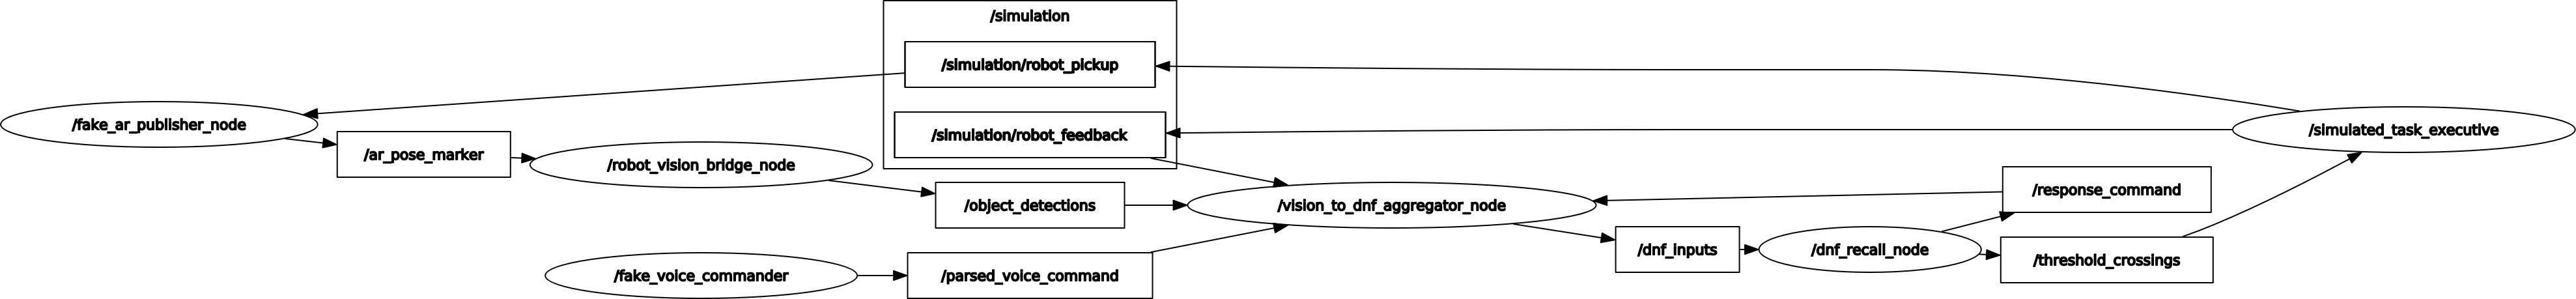 /simulation
/simulation/robot_pickup
/fake_ar_publisher_node
/simulated_task_executive
/simulation/robot_feedback
/ar_pose_marker
/robot_vision_bridge_node
/response_command
/object_detections
/vision_to_dnf_aggregator_node
/dnf_inputs
/dnf_recall_node
/threshold_crossings
/fake_voice_commander
/parsed_voice_command